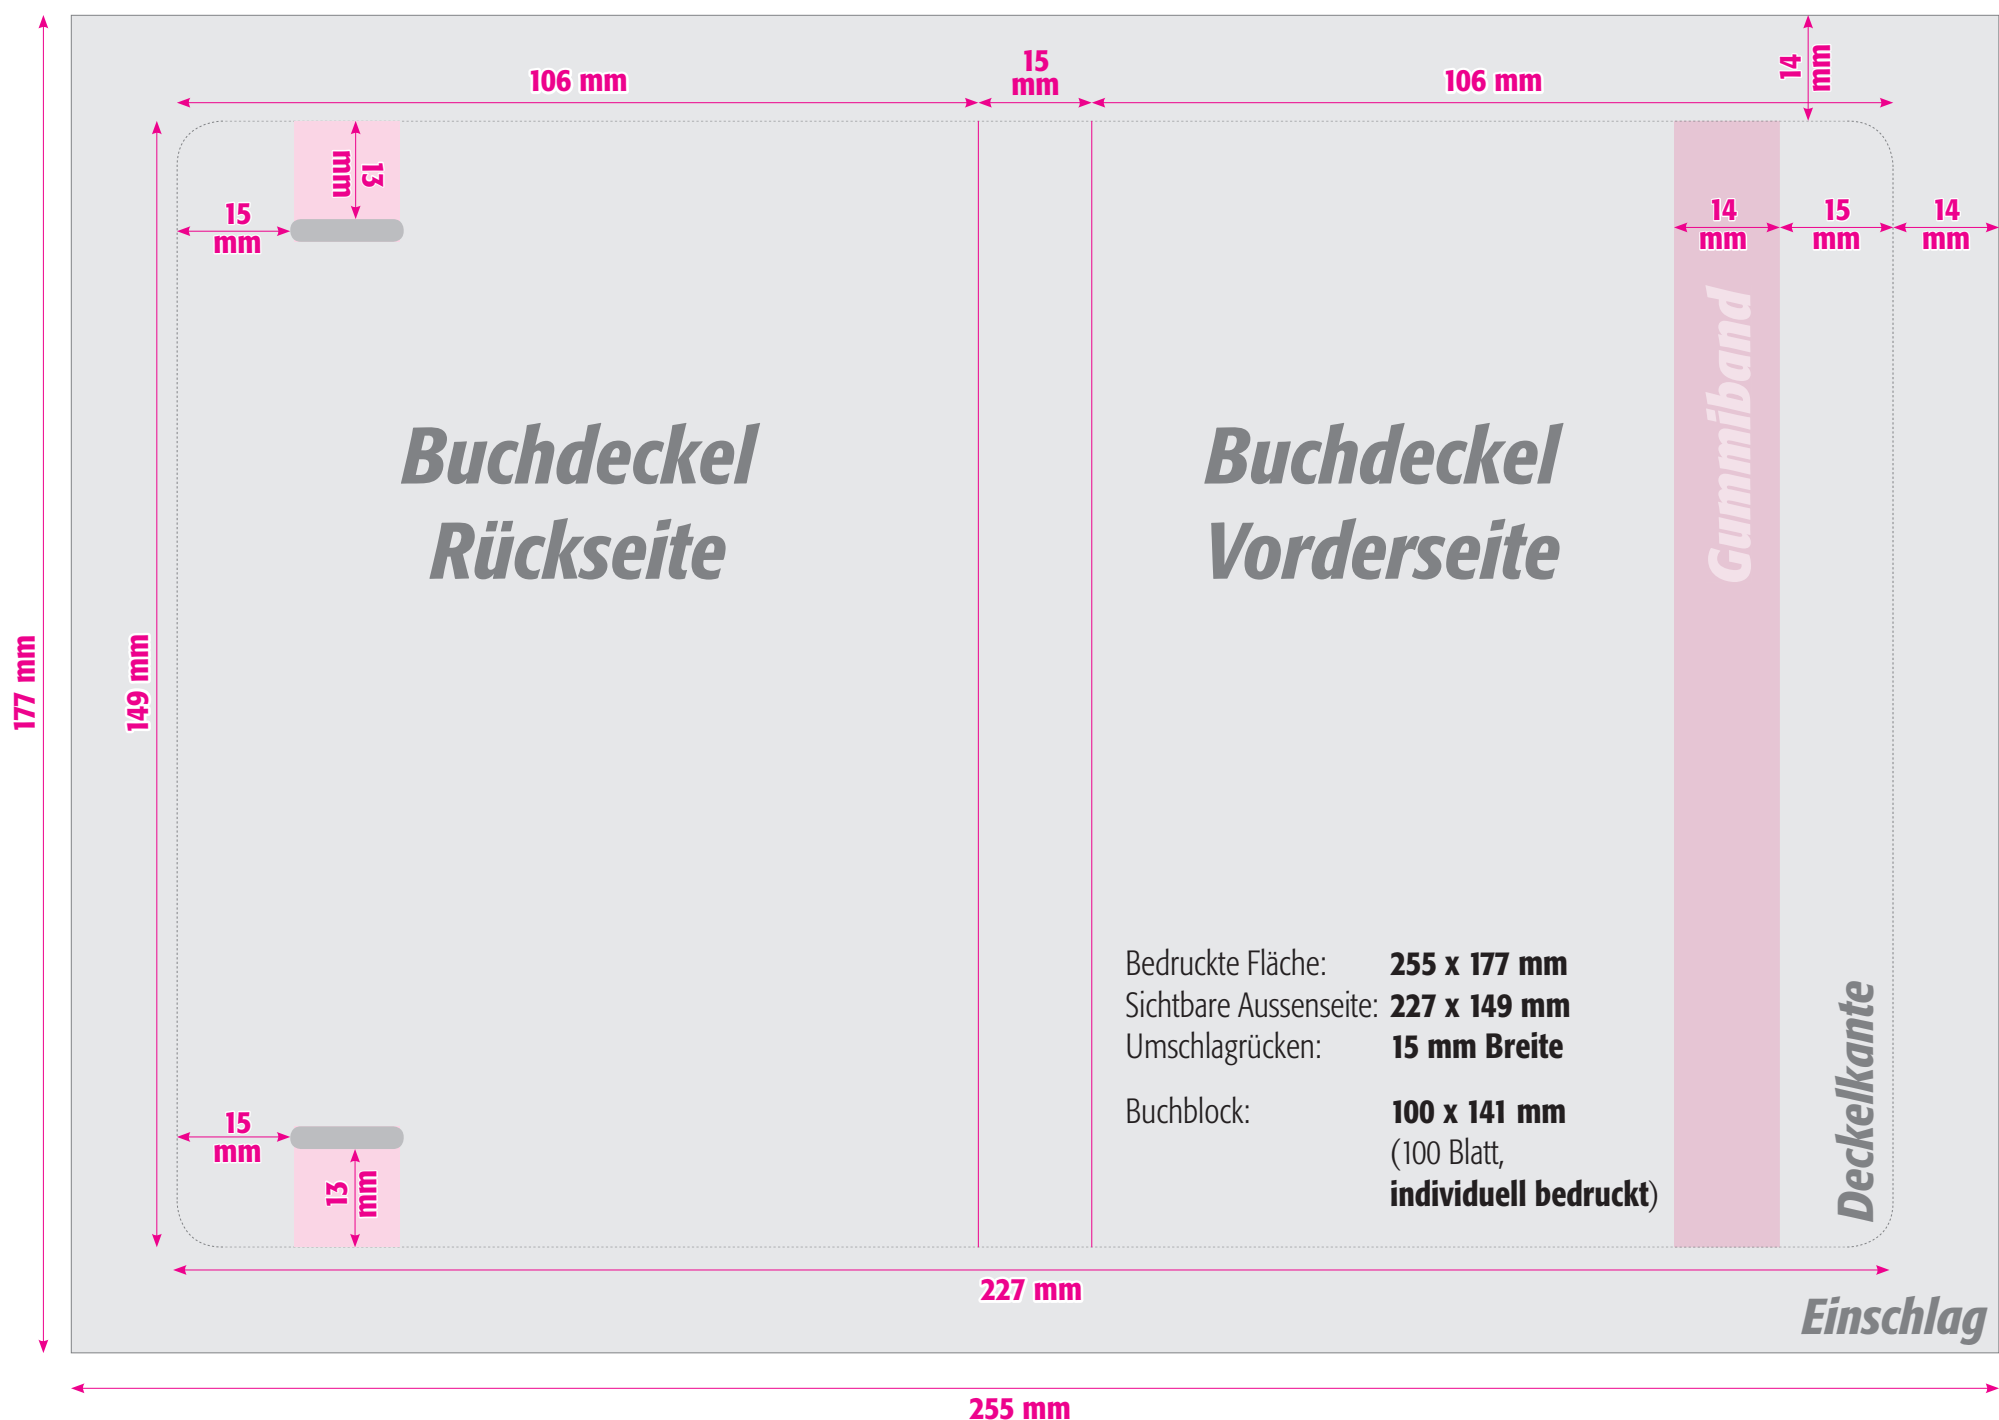 106 mm
15
mm
106 mm
14
mm
13
mm
15
mm
14
mm
15
mm
14
mm
Gummiband
Buchdeckel
Rückseite
Buchdeckel
Vorderseite
177 mm
149 mm
Bedruckte Fläche: 255 x 177 mm
Sichtbare Aussenseite: 227 x 149 mm
Umschlagrücken: 15 mm Breite
Buchblock: 100 x 141 mm
(100 Blatt,
individuell bedruckt)
Deckelkante
15
mm
13
mm
227 mm
Einschlag
255 mm